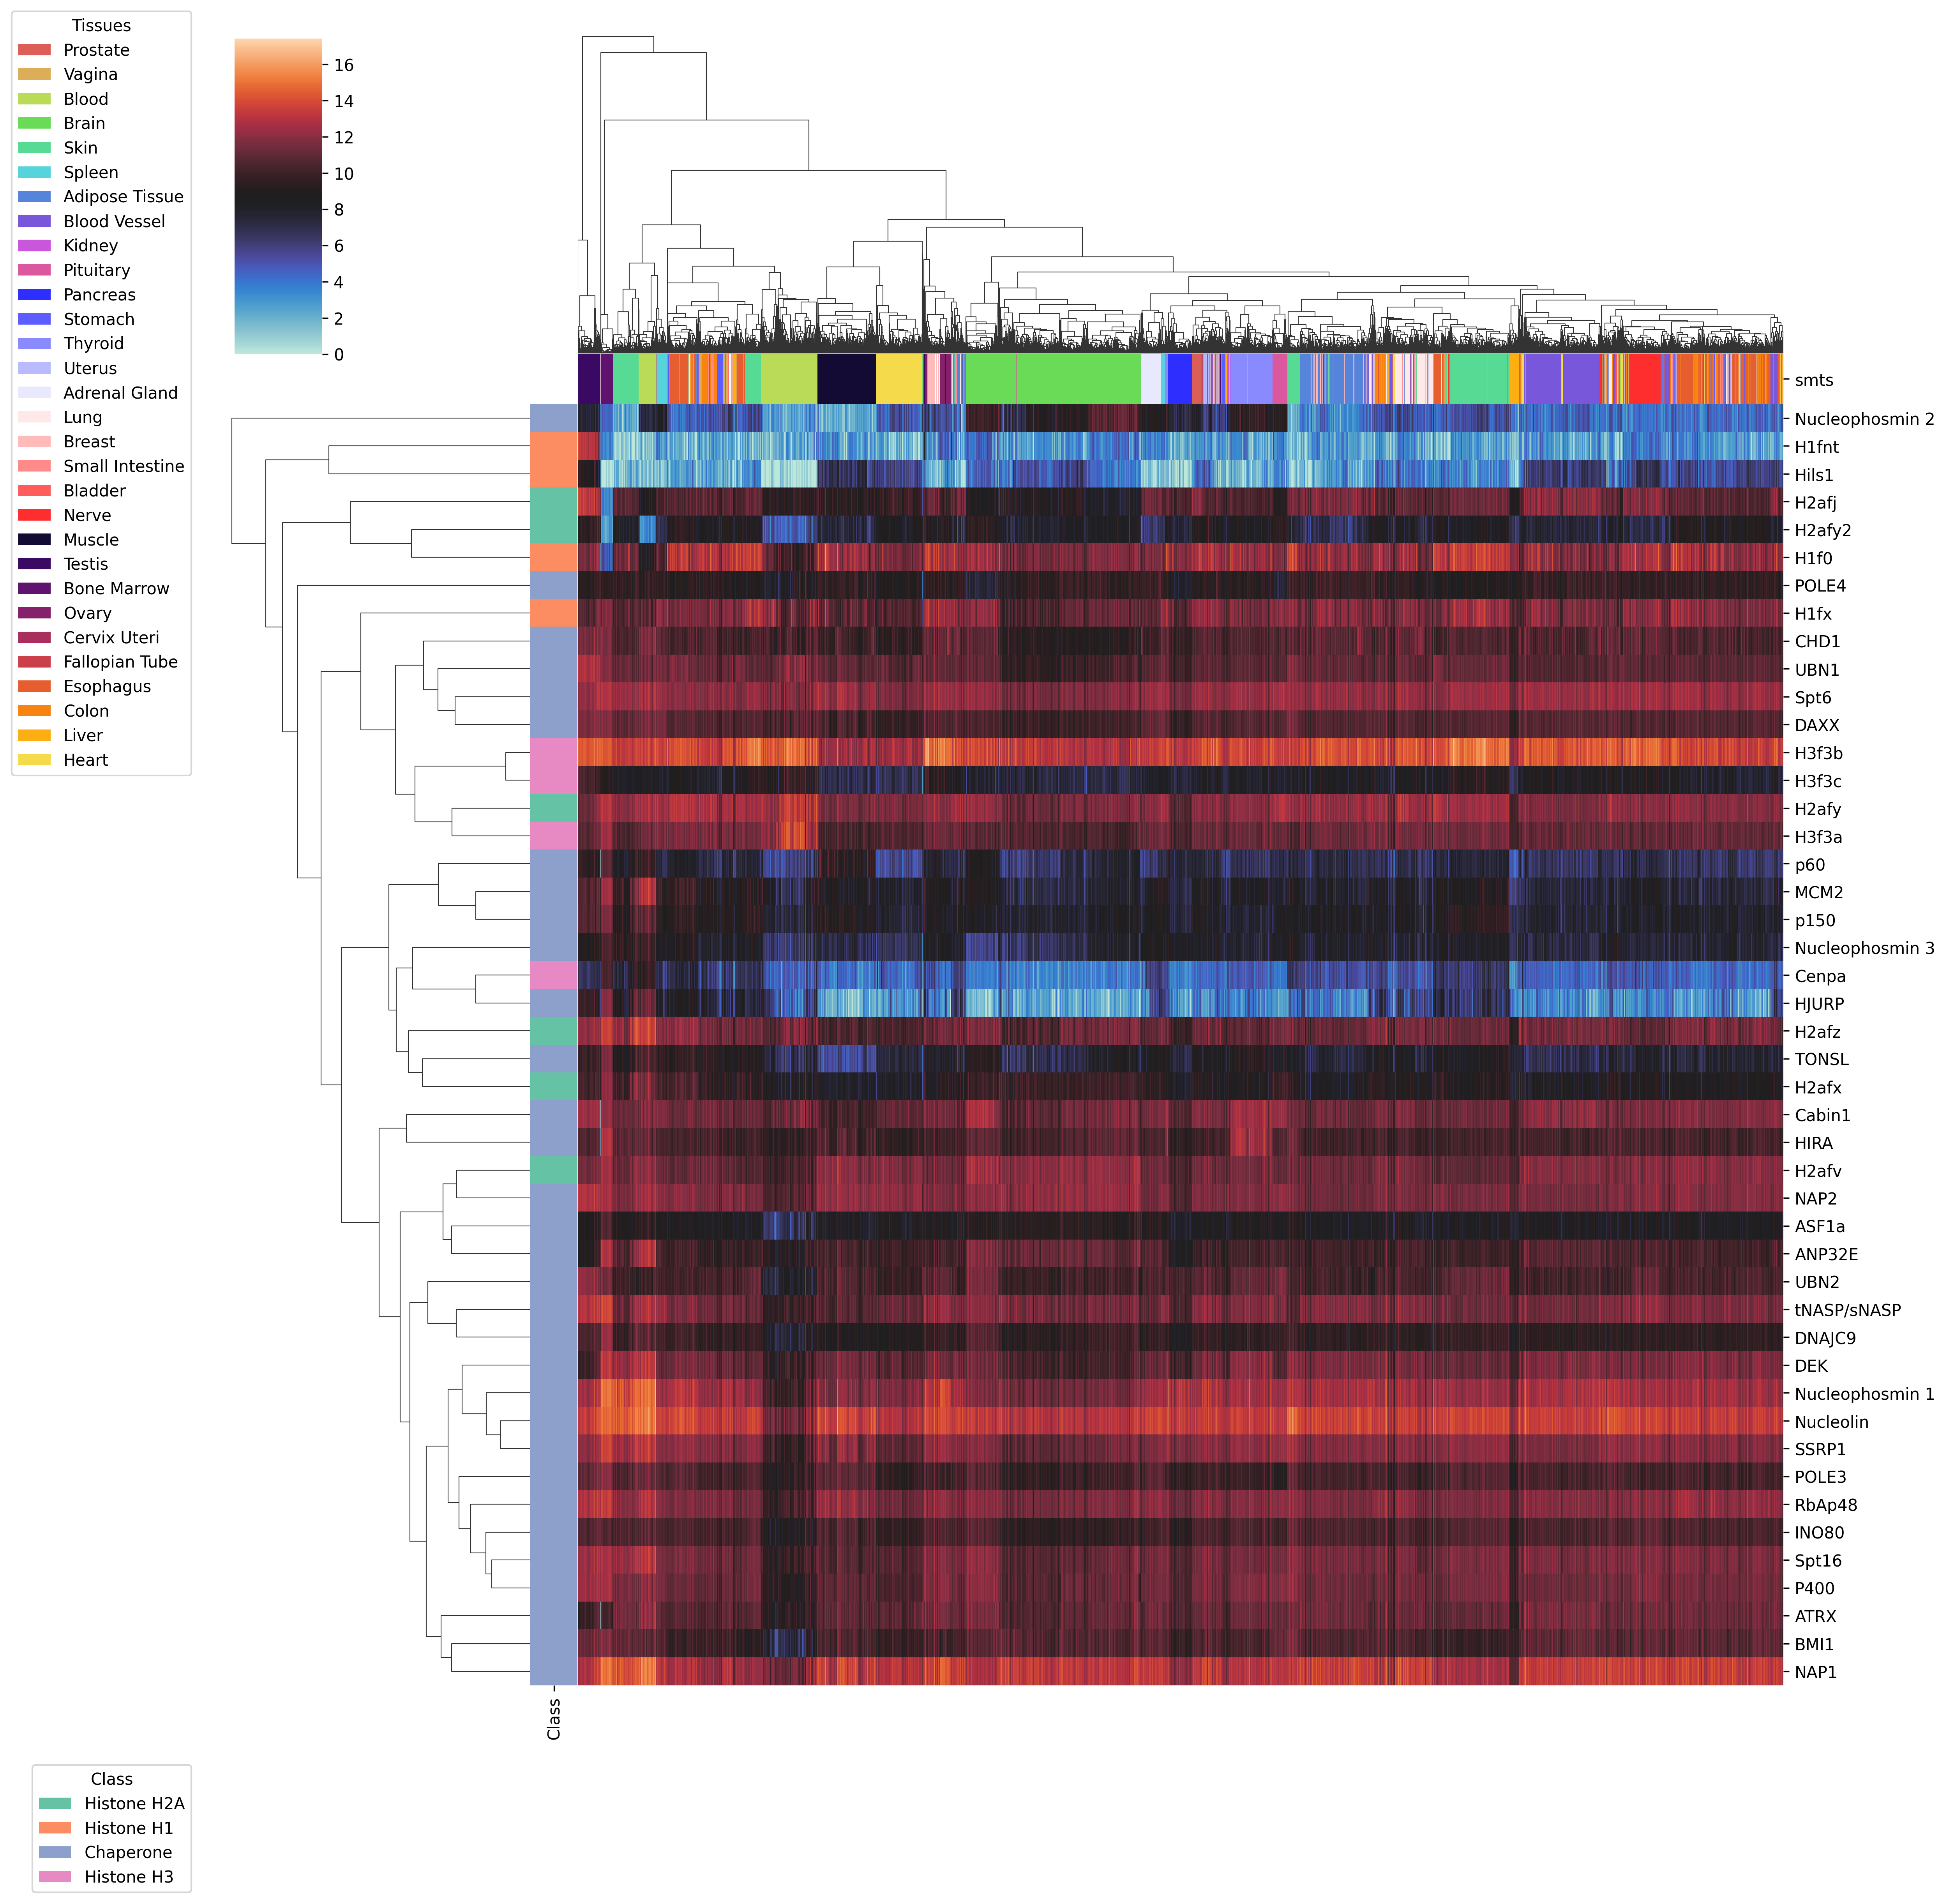 Tissues
Prostate
Vagina
Blood
Brain
Skin
Spleen
Adipose Tissue
Blood Vessel
Kidney
Pituitary
Pancreas
Stomach
Thyroid
Uterus
Adrenal Gland
Lung
Breast
Small Intestine
Bladder
Nerve
Muscle
Testis
Bone Marrow
Ovary
Cervix Uteri
Fallopian Tube
Esophagus
Colon
Liver
Heart
16
14
12
10
8
6
4
2
0
smts
Nucleophosmin 2
H1fnt
Hils1
H2afj
H2afy2
H1f0
POLE4
H1fx
CHD1
UBN1
Spt6
DAXX
H3f3b
H3f3c
H2afy
H3f3a
p60
MCM2
p150
Nucleophosmin 3
Cenpa
HJURP
H2afz
TONSL
H2afx
Cabin1
HIRA
H2afv
NAP2
ASF1a
ANP32E
UBN2
tNASP/sNASP
DNAJC9
DEK
Nucleophosmin 1
Nucleolin
SSRP1
POLE3
RbAp48
INO80
Spt16
P400
ATRX
BMI1
NAP1
Class
Class
Histone H2A
Histone H1
Chaperone
Histone H3